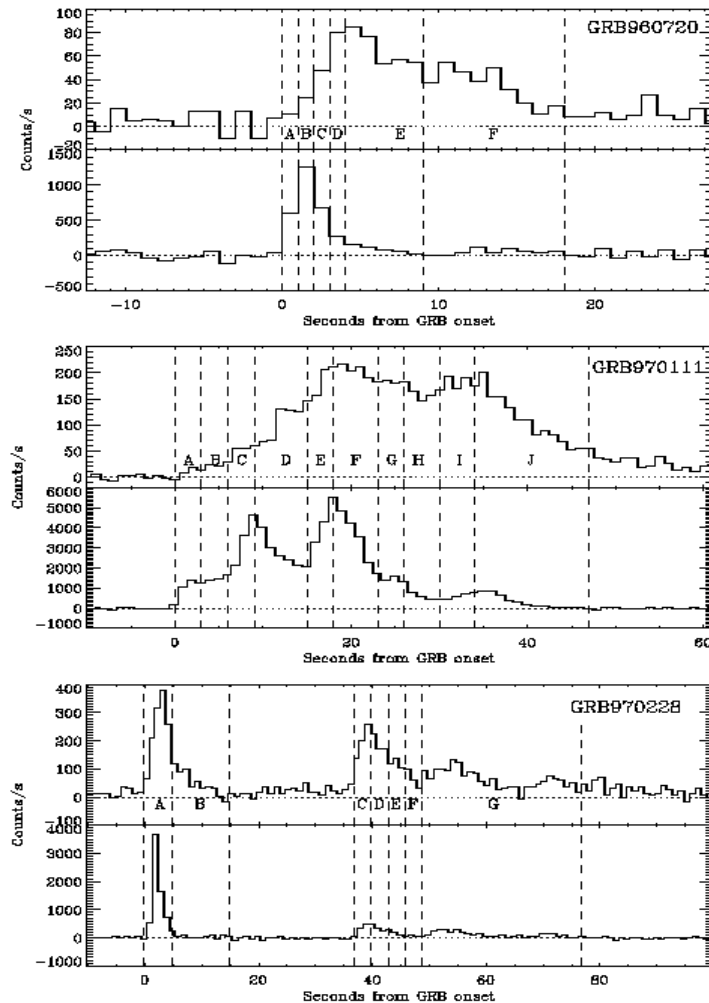 100
80
60
40
20
0
-20
GRB960720
A B C D E F
Counts/s
1500
1000
500
0
-500
-10 0 10 20
Seconds from GRB onset
250
200
150
100
50
0
GRB970111
A B C D E F G H I J
Counts/s
6000
5000
4000
3000
2000
1000
0
-1000
0 20 40 60
Seconds from GRB onset
400
300
200
100
0
-100
GRB970228
A B C D E F G
Counts/s
4000
3000
2000
1000
0
-1000
0 20 40 60 80
Seconds from GRB onset